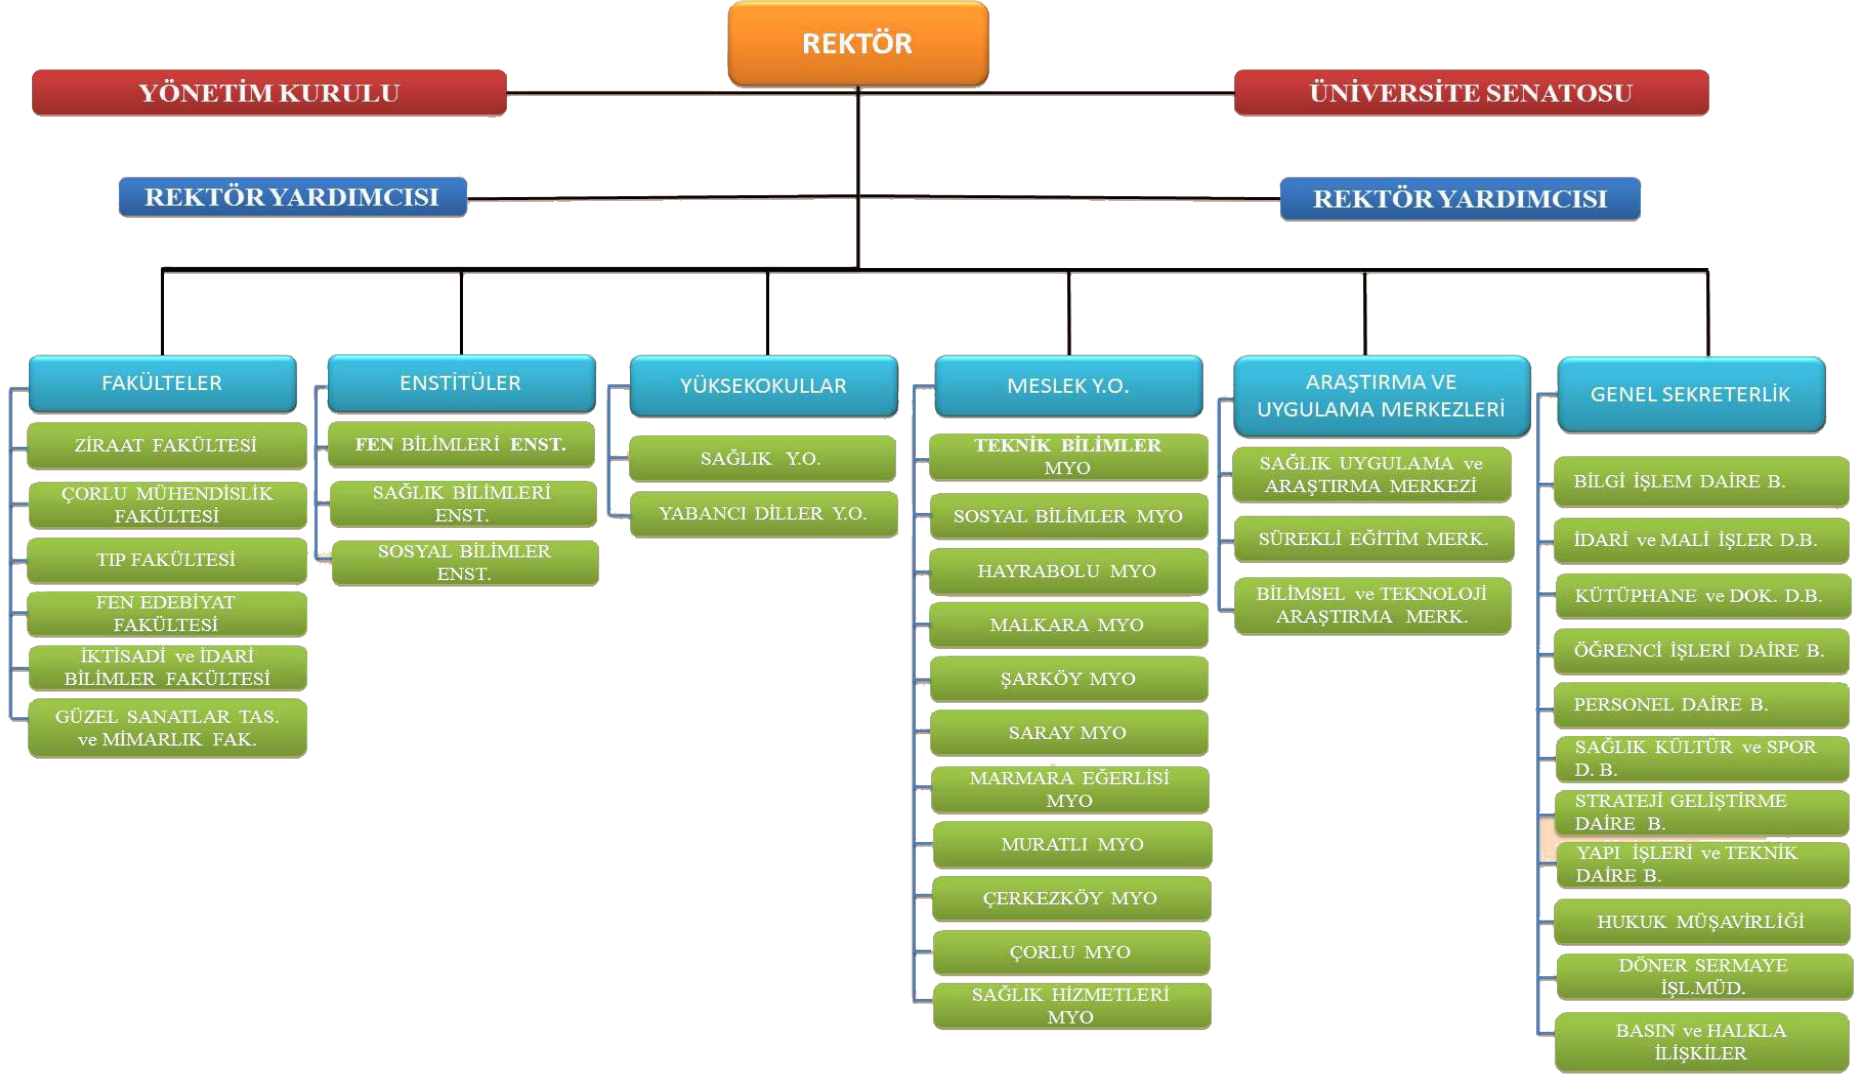 REKTÖR
YÖNETİM KURULU
ÜNİVERSİTE SENATOSU
REKTÖR YARDIMCISI
REKTÖR YARDIMCISI
FAKÜLTELER
ZİRAAT FAKÜLTESİ
ÇORLU MÜHENDİSLİK
FAKÜLTESİ
TIP FAKÜLTESİ
FEN EDEBİYAT
FAKÜLTESİ
İKTİSADİ ve İDARİ
BİLİMLER FAKÜLTESİ
GÜZEL SANATLAR TAS.
ve MİMARLIK FAK.
ENSTİTÜLER
FEN BİLİMLERİ ENST.
SAĞLIK BİLİMLERİ
ENST.
SOSYAL BİLİMLER
ENST.
YÜKSEKOKULLAR
SAĞLIK Y.O.
YABANCI DİLLER Y.O.
MESLEK Y.O.
TEKNİK BİLİMLER
MYO
SOSYAL BİLİMLER MYO
HAYRABOLU MYO
MALKARA MYO
ŞARKÖY MYO
SARAY MYO
MARMARA EĞERLİSİ
MYO
MURATLI MYO
ÇERKEZKÖY MYO
ÇORLU MYO
SAĞLIK HİZMETLERİ
MYO
ARAŞTIRMA VE
UYGULAMA MERKEZLERİ
SAĞLIK UYGULAMA ve
ARAŞTIRMA MERKEZİ
SÜREKLİ EĞİTİM MERK.
BİLİMSEL ve TEKNOLOJİ
ARAŞTIRMA MERK.
GENEL SEKRETERLİK
BİLGİ İŞLEM DAİRE B.
İDARİ ve MALİ İŞLER D.B.
KÜTÜPHANE ve DOK. D.B.
ÖĞRENCİ İŞLERİ DAİRE B.
PERSONEL DAİRE B.
SAĞLIK KÜLTÜR ve SPOR
D. B.
STRATEJİ GELİŞTİRME
DAİRE B.
YAPI İŞLERİ ve TEKNİK
DAİRE B.
HUKUK MÜŞAVİRLİĞİ
DÖNER SERMAYE
İŞL.MÜD.
BASIN ve HALKLA
İLİŞKİLER